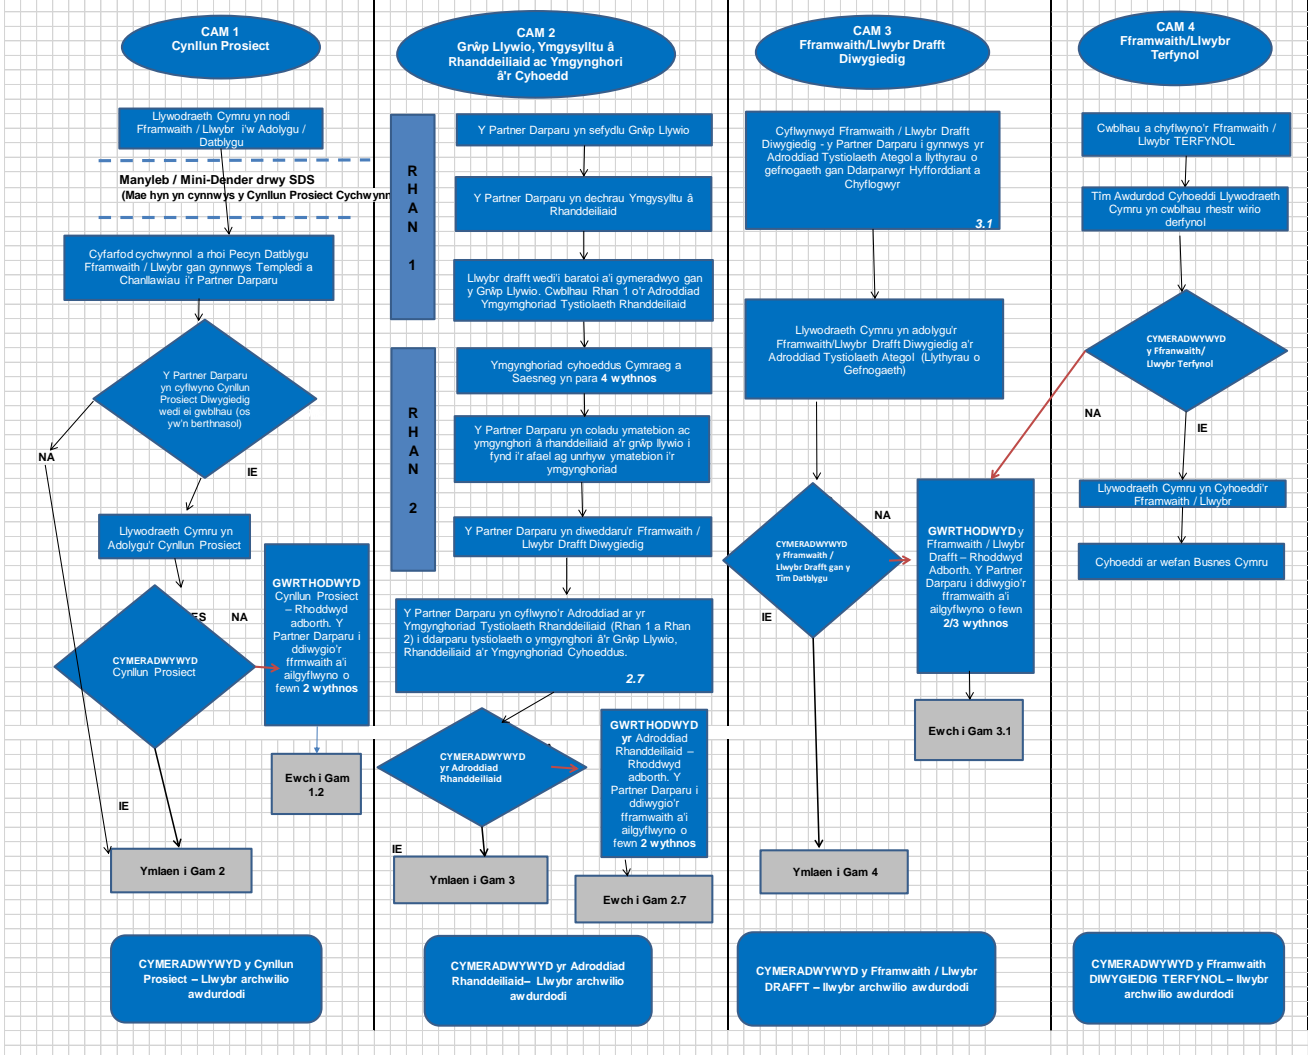 CAM 1
Cynllun Prosiect
Llywodraeth Cymru yn nodi
Fframwaith / Llwybr i'w Adolygu /
Datblygu
Manyleb / Mini-Dender drwy SDS
(Mae hyn yn cynnwys y Cynllun Prosiect Cychwynn
Cyfarfod cychwynnol a rhoi Pecyn Datblygu
Fframwaith / Llwybr gan gynnwys Templedi a
Chanllawiau i'r Partner Darparu
Y Partner Darparu
yn cyflwyno Cynllun
Prosiect Diwygiedig
wedi ei gwblhau (os
yw'n berthnasol)
NA
IE
Llywodraeth Cymru yn
Adolygu'r Cynllun Prosiect
ES
NA
CYMERADWYWYD
Cynllun Prosiect
GWRTHODWYD
Cynllun Prosiect
– Rhoddwyd
adborth. Y
Partner Darparu i
ddiwygio'r
ffrmwaith a'i
ailgyflwyno o
fewn 2 wythnos
Ewch i Gam
1.2
IE
Ymlaen i Gam 2
CYMERADWYWYD y Cynllun
Prosiect – Llwybr archwilio
awdurdodi
CAM 2
Grŵp Llywio, Ymgysylltu â
Rhanddeiliaid ac Ymgynghori
â'r Cyhoedd
R
H
A
N
1
Y Partner Darparu yn sefydlu Grŵp Llywio
Y Partner Darparu yn dechrau Ymgysylltu â
Rhanddeiliaid
Llwybr drafft wedi'i baratoi a'i gymeradwyo gan
y Grŵp Llywio. Cwblhau Rhan 1 o'r Adroddiad
Ymgymghoriad Tystiolaeth Rhanddeiliaid
R
H
A
N
2
Ymgynghoriad cyhoeddus Cymraeg a
Saesneg yn para 4 wythnos
Y Partner Darparu yn coladu ymatebion ac
ymgynghori â rhanddeiliaid a'r grŵp llywio i
fynd i'r afael ag unrhyw ymatebion i'r
ymgynghoriad
Y Partner Darparu yn diweddaru'r Fframwaith /
Llwybr Drafft Diwygiedig
Y Partner Darparu yn cyflwyno'r Adroddiad ar yr
Ymgynghoriad Tystiolaeth Rhanddeiliaid (Rhan 1 a Rhan
2) i ddarparu tystiolaeth o ymgynghori â'r Grŵp Llywio,
Rhanddeiliaid a'r Ymgynghoriad Cyhoeddus.
2.7
CYMERADWYWYD
yr Adroddiad
Rhanddeiliaid
GWRTHODWYD
yr Adroddiad
Rhanddeiliaid –
Rhoddwyd
adborth. Y
Partner Darparu i
ddiwygio'r
fframwaith a'i
ailgyflwyno o
fewn 2 wythnos
IE
Ymlaen i Gam 3
Ewch i Gam 2.7
CYMERADWYWYD yr Adroddiad
Rhanddeiliaid– Llwybr archwilio
awdurdodi
CAM 3
Fframwaith/Llwybr Drafft
Diwygiedig
Cyflwynwyd Fframwaith / Llwybr Drafft
Diwygiedig - y Partner Darparu i gynnwys yr
Adroddiad Tystiolaeth Ategol a llythyrau o
gefnogaeth gan Ddarparwyr Hyfforddiant a
Chyflogwyr
3.1
Llywodraeth Cymru yn adolygu'r
Fframwaith/Llwybr Drafft Diwygiedig a'r
Adroddiad Tystiolaeth Ategol (Llythyrau o
Gefnogaeth)
NA
CYMERADWYWYD
y Fframwaith /
Llwybr Drafft gan y
Tîm Datblygu
IE
GWRTHODWYD y
Fframwaith / Llwybr
Drafft – Rhoddwyd
Adborth. Y Partner
Darparu i ddiwygio'r
fframwaith a'i
ailgyflwyno o fewn
2/3 wythnos
Ewch i Gam 3.1
Ymlaen i Gam 4
CYMERADWYWYD y Fframwaith / Llwybr
DRAFFT – llwybr archwilio awdurdodi
CAM 4
Fframwaith/Llwybr
Terfynol
Cwblhau a chyflwyno'r Fframwaith /
Llwybr TERFYNOL
Tîm Awdurdod Cyhoeddi Llywodraeth
Cymru yn cwblhau rhestr wirio
derfynol
CYMERADWYWYD
y Ffranwaith/
Llwybr Terfynol
NA
IE
Llywodraeth Cymru yn Cyhoeddi'r
Fframwaith / Llwybr
Cyhoeddi ar wefan Busnes Cymru
CYMERADWYWYD y Fframwaith
DIWYGIEDIG TERFYNOL – llwybr
archwilio awdurdodi